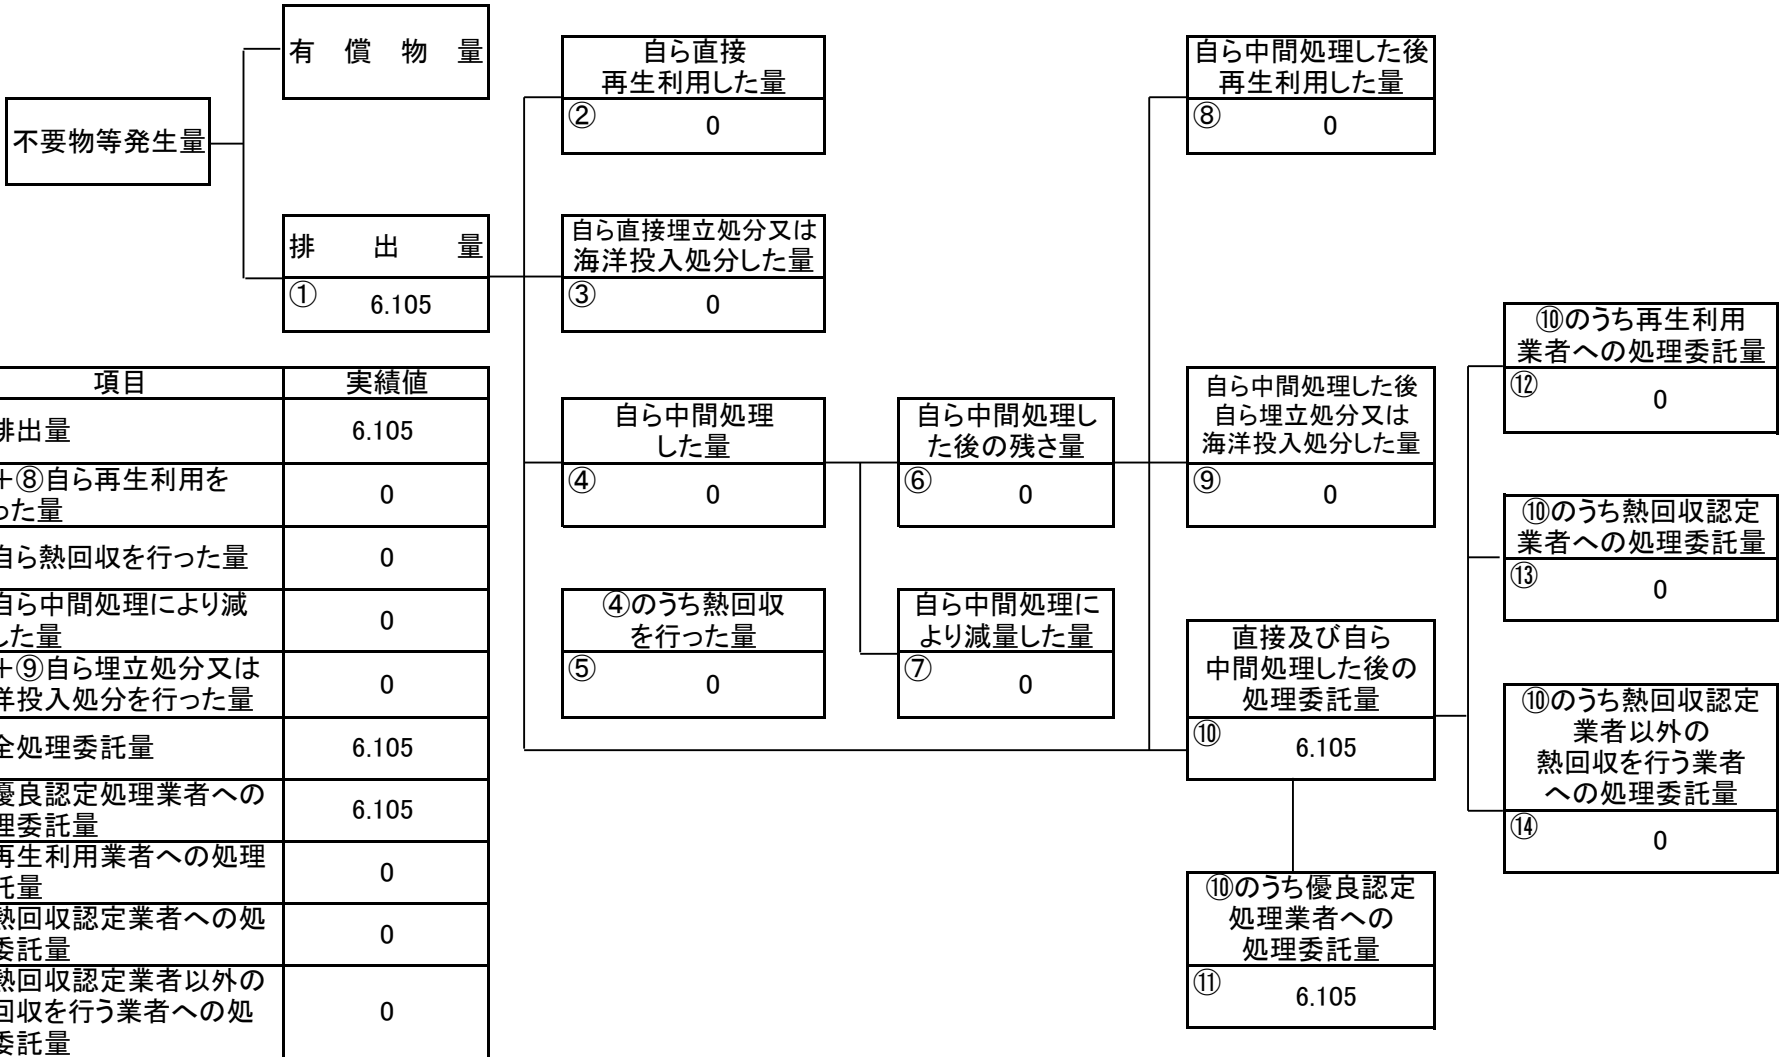 有償物量
不要物等発生量
排出量
① 6.105
自ら直接
再生利用した量
② 0
自ら直接埋立処分又は
海洋投入処分した量
③ 0
自ら中間処理
した量
④ 0
④のうち熱回収
を行った量
⑤ 0
自ら中間処理し
た後の残さ量
⑥ 0
自ら中間処理に
より減量した量
⑦ 0
自ら中間処理した後
再生利用した量
⑧ 0
自ら中間処理した後
自ら埋立処分又は
海洋投入処分した量
⑨ 0
直接及び自ら
中間処理した後の
処理委託量
⑩ 6.105
⑩のうち優良認定
処理業者への
処理委託量
⑪ 6.105
⑩のうち再生利用
業者への処理委託量
⑫ 0
⑩のうち熱回収認定
業者への処理委託量
⑬ 0
⑩のうち熱回収認定
業者以外の
熱回収を行う業者
への処理委託量
⑭ 0
項目 実績値
排出量 6.105
+⑧自ら再生利用を
った量 0
自ら熱回収を行った量 0
自ら中間処理により減
した量 0
+⑨自ら埋立処分又は
洋投入処分を行った量 0
全処理委託量 6.105
優良認定処理業者への
理委託量 6.105
再生利用業者への処理
託量 0
熱回収認定業者への処
委託量 0
熱回収認定業者以外の
回収を行う業者への処
委託量 0